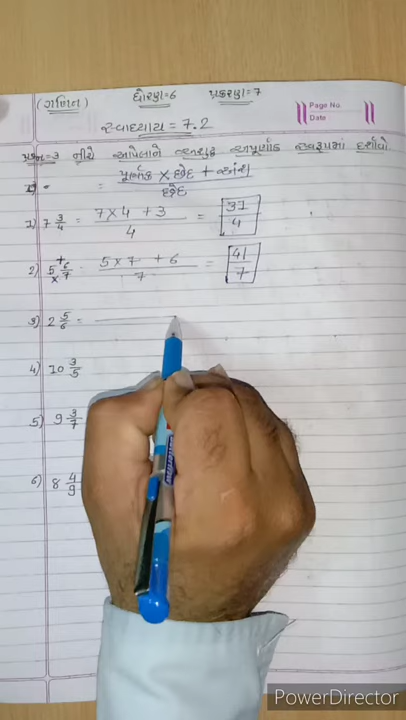 (ગણિત) ધોરણ=6 પ્રકરણ=7
Page No.
Date
સ્વાધ્યાય = 7.2
પ્રશ્ન=3 નીચે આપેલાને અશુદ્ધ અપૂર્ણાંક સ્વરૂપમાં દર્શાવો
= પૂર્ણાંક × છેદ + અંશ / છેદ
1) 7 3/4 = 7×4 +3 / 4 = 31/4
2) 5 6/7 = 5×7 +6 / 7 = 41/7
3) 2 5/6 =
4) 10 3/5
5) 9 3/7
6) 8 4/9
PowerDirector